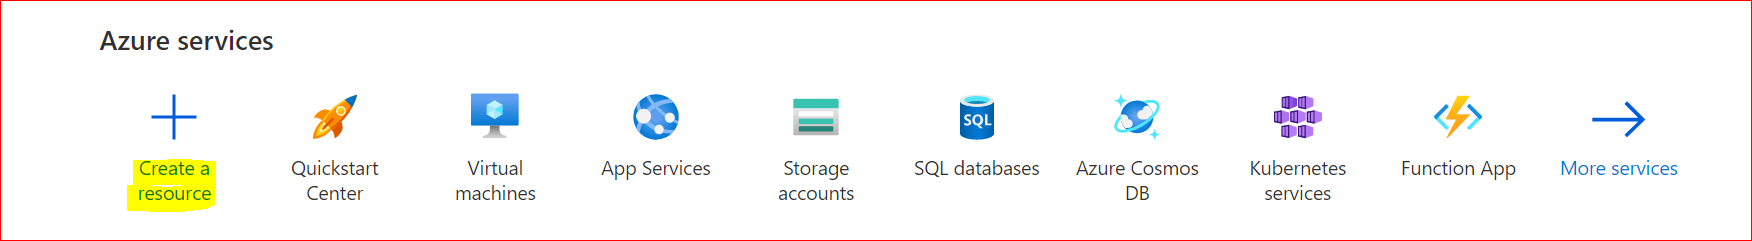 Azure services
SQL
Create a
resource
Quickstart
Center
Virtual
machines
App Services
Storage
accounts
SQL databases
Azure Cosmos
DB
Kubernetes
services
Function App
More services